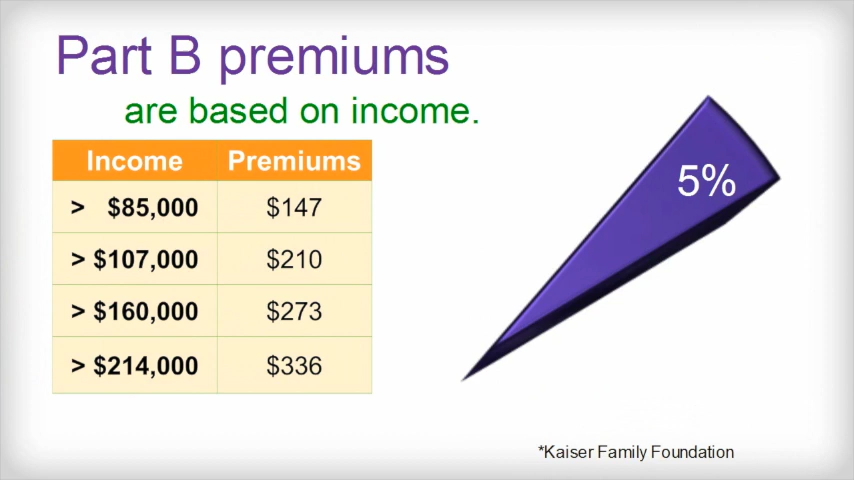 Part B premiums
are based on income.
Income Premiums
> $85,000 $147
> $107,000 $210
> $160,000 $273
> $214,000 $336
5%
*Kaiser Family Foundation